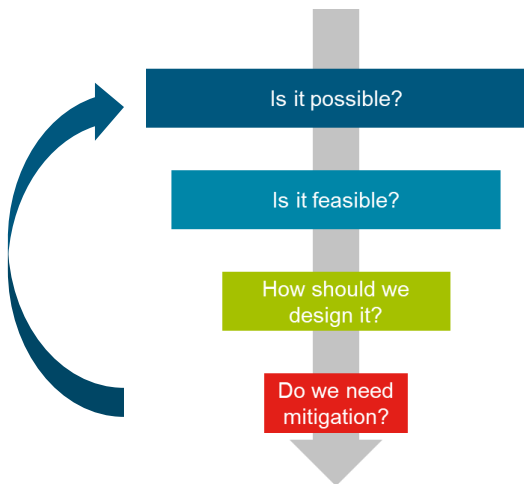 Is it possible?
Is it feasible?
How should we
design it?
Do we need
mitigation?